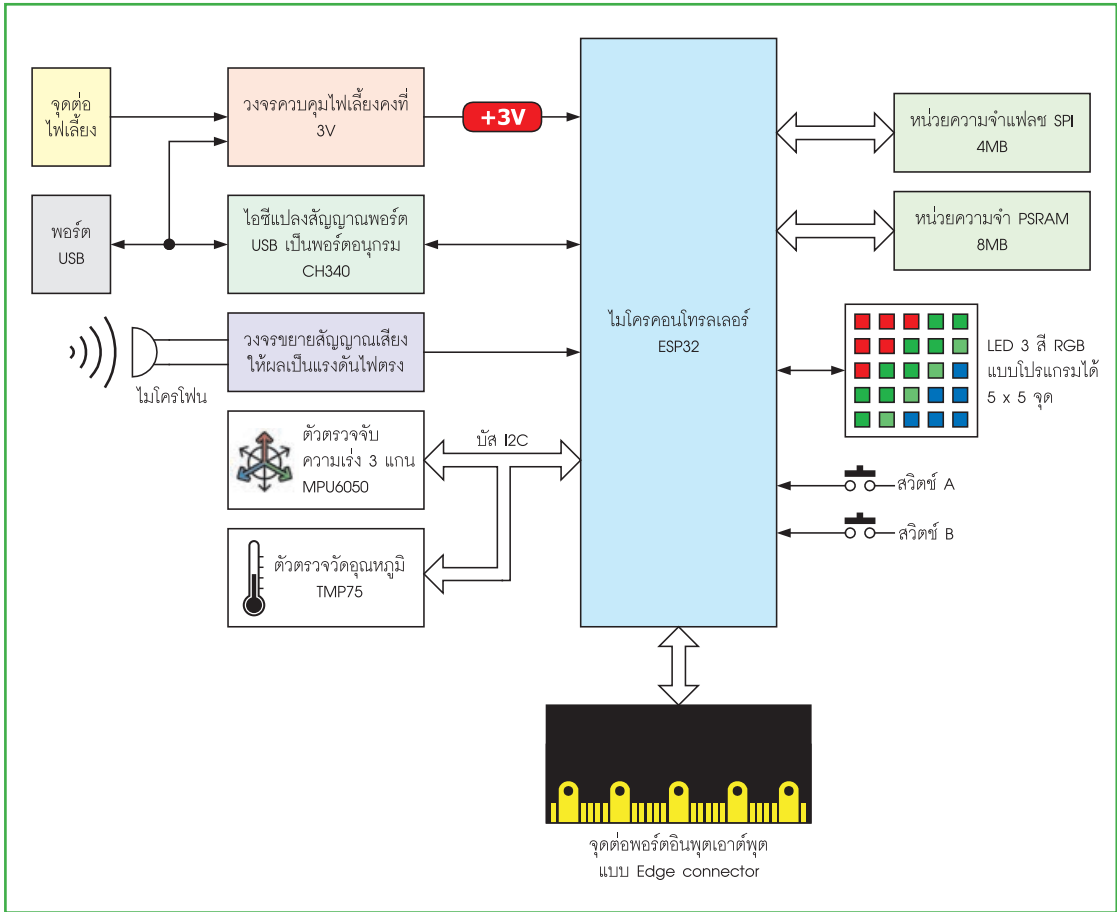 จุดต่อ
ไฟเลี้ยง
วงจรควบคุมไฟเลี้ยงคงที่
3V
+3V
พอร์ต
USB
ไอซีแปลงสัญญาณพอร์ต
USB เป็นพอร์ตอนุกรม
CH340
ไมโครโฟน
วงจรขยายสัญญาณเสียง
ให้ผลเป็นแรงดันไฟตรง
ตัวตรวจจับ
ความเร่ง 3 แกน
MPU6050
บัส I2C
ตัวตรวจวัดอุณหภูมิ
TMP75
ไมโครคอนโทรลเลอร์
ESP32
หน่วยความจำแฟลช SPI
4MB
หน่วยความจำ PSRAM
8MB
LED 3 สี RGB
แบบโปรแกรมได้
5 x 5 จุด
สวิตช์ A
สวิตช์ B
จุดต่อพอร์ตอินพุตเอาต์พุต
แบบ Edge connector